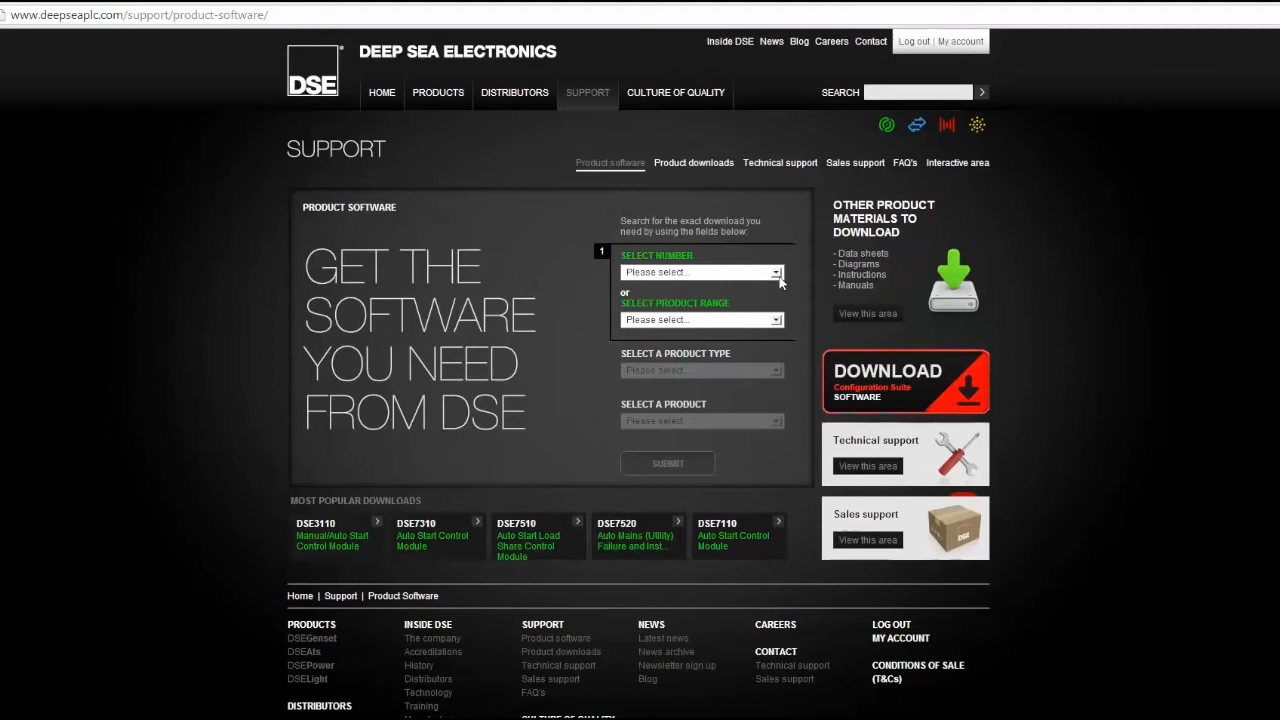 www.deepseaplc.com/support/product-software/
Inside DSE News Blog Careers Contact Log out | My account
DSE DEEP SEA ELECTRONICS
HOME PRODUCTS DISTRIBUTORS SUPPORT CULTURE OF QUALITY SEARCH
SUPPORT
Product software Product downloads Technical support Sales support FAQ's Interactive area
PRODUCT SOFTWARE
GET THE
SOFTWARE
YOU NEED
FROM DSE
Search for the exact download you
need by using the fields below:
1
SELECT NUMBER
Please select...
or
SELECT PRODUCT RANGE
Please select...
SELECT A PRODUCT TYPE
Please select...
SELECT A PRODUCT
Please select...
SUBMIT
OTHER PRODUCT
MATERIALS TO
DOWNLOAD
- Data sheets
- Diagrams
- Instructions
- Manuals
View this area
DOWNLOAD
Configuration Suite
SOFTWARE
Technical support
View this area
Sales support
View this area
DSE
MOST POPULAR DOWNLOADS
DSE3110
Manual/Auto Start
Control Module
DSE7310
Auto Start Control
Module
DSE7510
Auto Start Load
Share Control
Module
DSE7520
Auto Mains (Utility)
Failure and Inst...
DSE7110
Auto Start Control
Module
Home | Support | Product Software
PRODUCTS
DSEGenset
DSEAts
DSEPower
DSELight
DISTRIBUTORS
INSIDE DSE
The company
Accreditations
History
Distributors
Technology
Training
SUPPORT
Product software
Product downloads
Technical support
Sales support
FAQ's
CULTURE OF QUALITY
NEWS
Latest news
News archive
Newsletter sign up
Blog
CAREERS
CONTACT
Technical support
Sales support
LOG OUT
MY ACCOUNT
CONDITIONS OF SALE
(T&Cs)